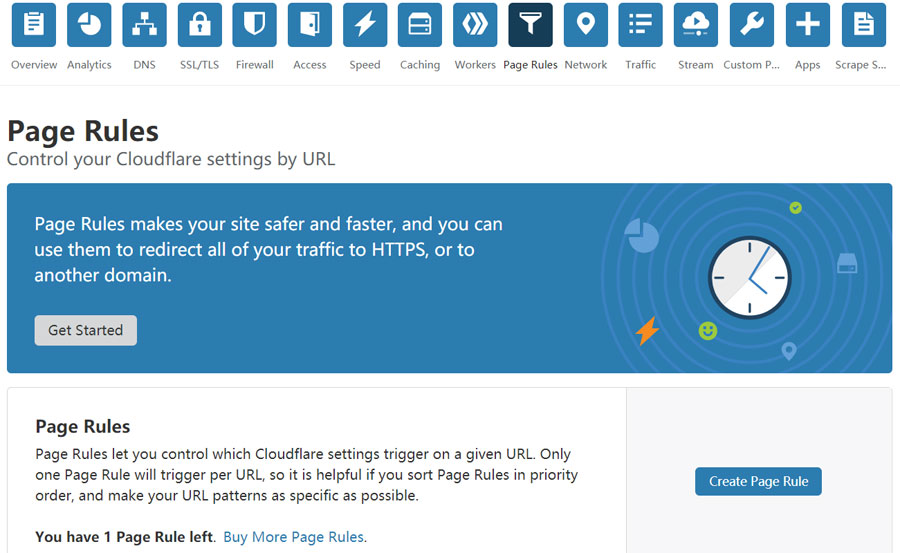 Overview Analytics DNS SSL/TLS Firewall Access Speed Caching Workers Page Rules Network Traffic Stream Custom P... Apps Scrape S...
Page Rules
Control your Cloudflare settings by URL
Page Rules makes your site safer and faster, and you can
use them to redirect all of your traffic to HTTPS, or to
another domain.
Get Started
Page Rules
Page Rules let you control which Cloudflare settings trigger on a given URL. Only
one Page Rule will trigger per URL, so it is helpful if you sort Page Rules in priority
order, and make your URL patterns as specific as possible.
You have 1 Page Rule left. Buy More Page Rules.
Create Page Rule